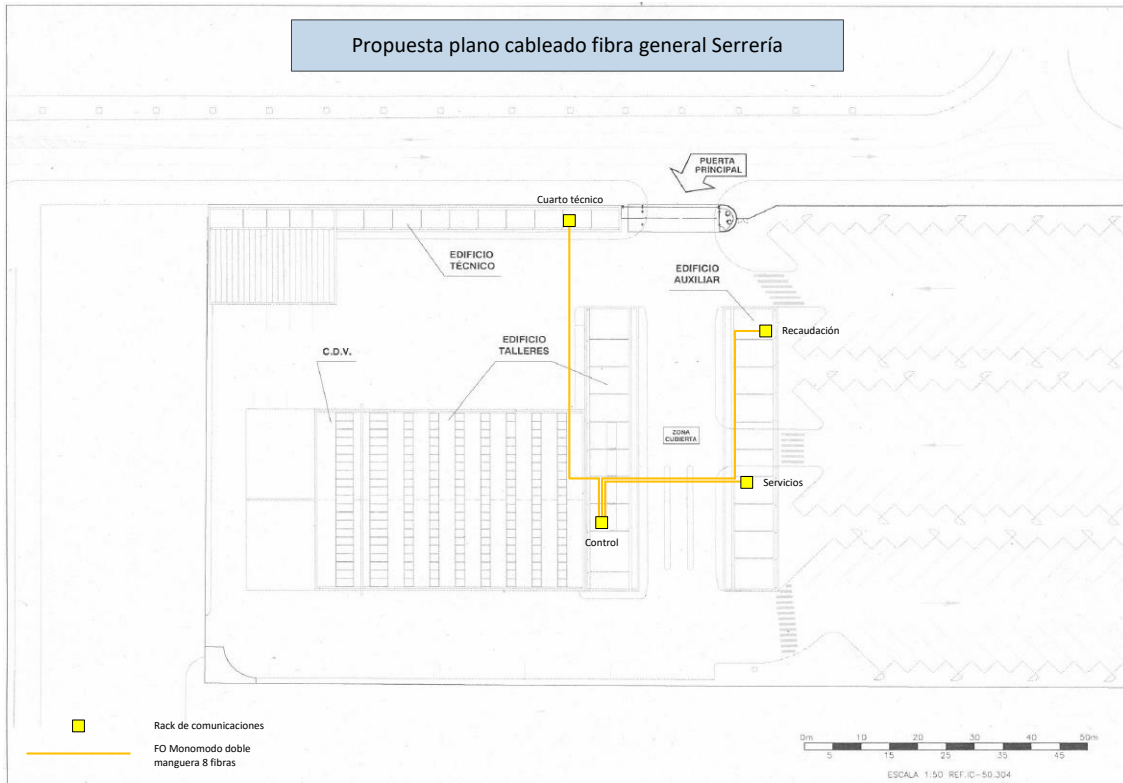 Propuesta plano cableado fibra general Serrería
PUERTA
PRINCIPAL
Cuarto técnico
EDIFICIO
TÉCNICO
EDIFICIO
AUXILIAR
Recaudación
EDIFICIO
TALLERES
C.D.V.
ZONA
CUBIERTA
Servicios
Control
Rack de comunicaciones
FO Monomodo doble
manguera 8 fibras
0m 10 20 30 40 50m
5 15 25 35 45
ESCALA 1:50 REF.IC-50.304